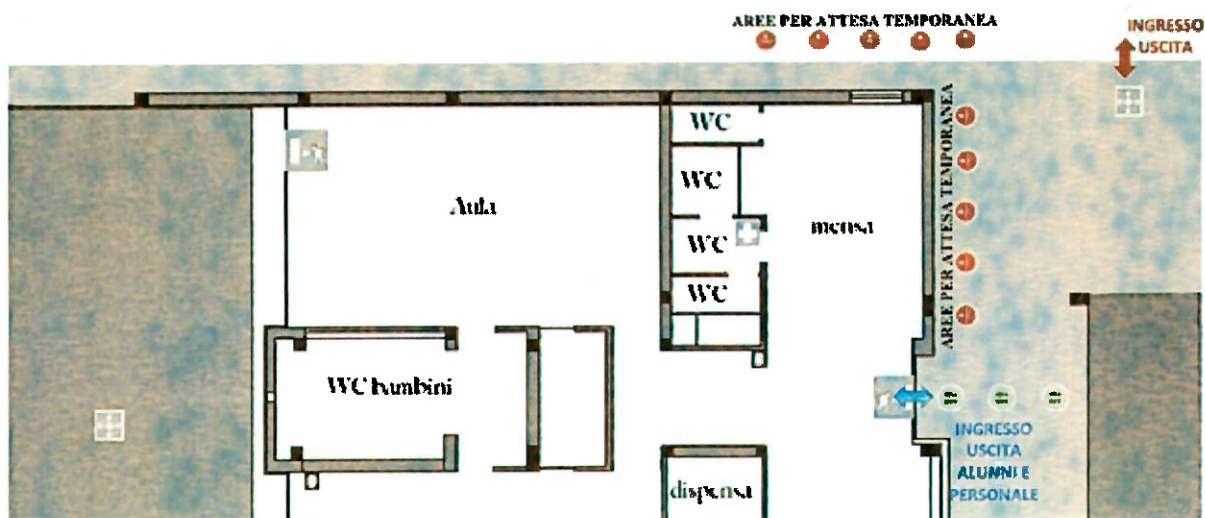 AREE PER ATTESA TEMPORANEA
INGRESSO
USCITA
WC
AREE PER ATTESA TEMPORANEA
WC
Aula
mensa
WC
WC
WC bambini
INGRESSO
USCITA
ALUNNI E
PERSONALE
dispensa